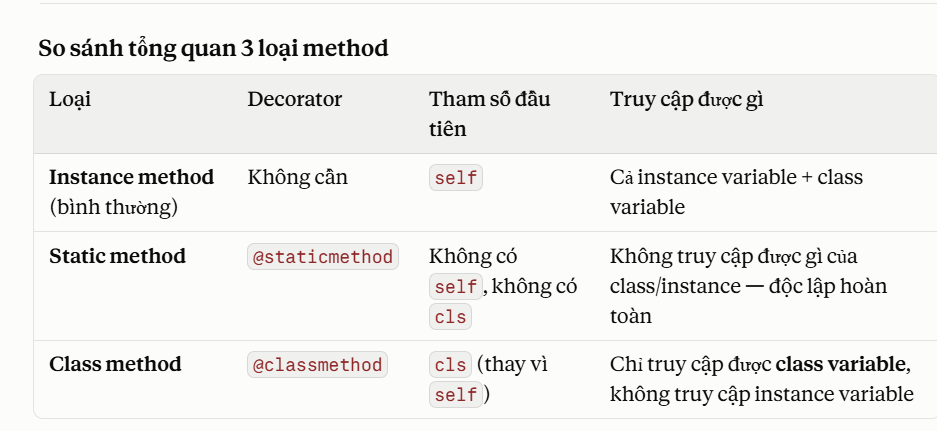 So sánh tổng quan 3 loại method
Loại Decorator Tham số đầu tiên Truy cập được gì
Instance method (bình thường) Không cần self Cả instance variable + class variable
Static method @staticmethod Không có self, không có cls Không truy cập được gì của class/instance — độc lập hoàn toàn
Class method @classmethod cls (thay vì self) Chỉ truy cập được class variable, không truy cập instance variable